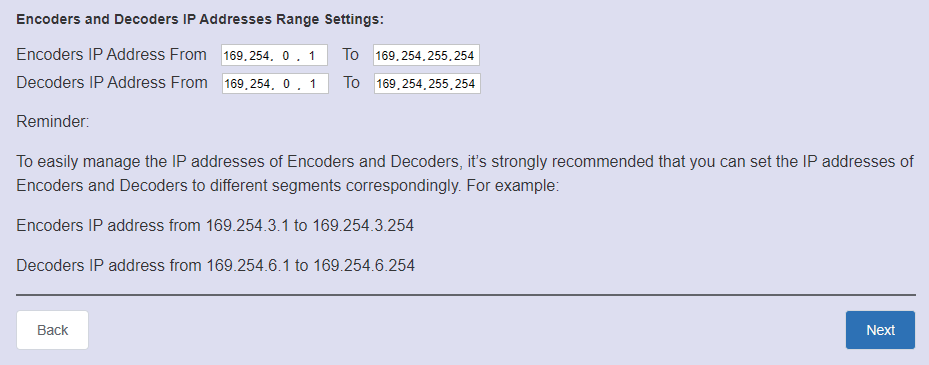 Encoders and Decoders IP Addresses Range Settings:
Encoders IP Address From 169.254. 0 . 1 To 169.254.255.254
Decoders IP Address From 169.254. 0 . 1 To 169.254.255.254
Reminder:
To easily manage the IP addresses of Encoders and Decoders, it's strongly recommended that you can set the IP addresses of
Encoders and Decoders to different segments correspondingly. For example:
Encoders IP address from 169.254.3.1 to 169.254.3.254
Decoders IP address from 169.254.6.1 to 169.254.6.254
Back Next